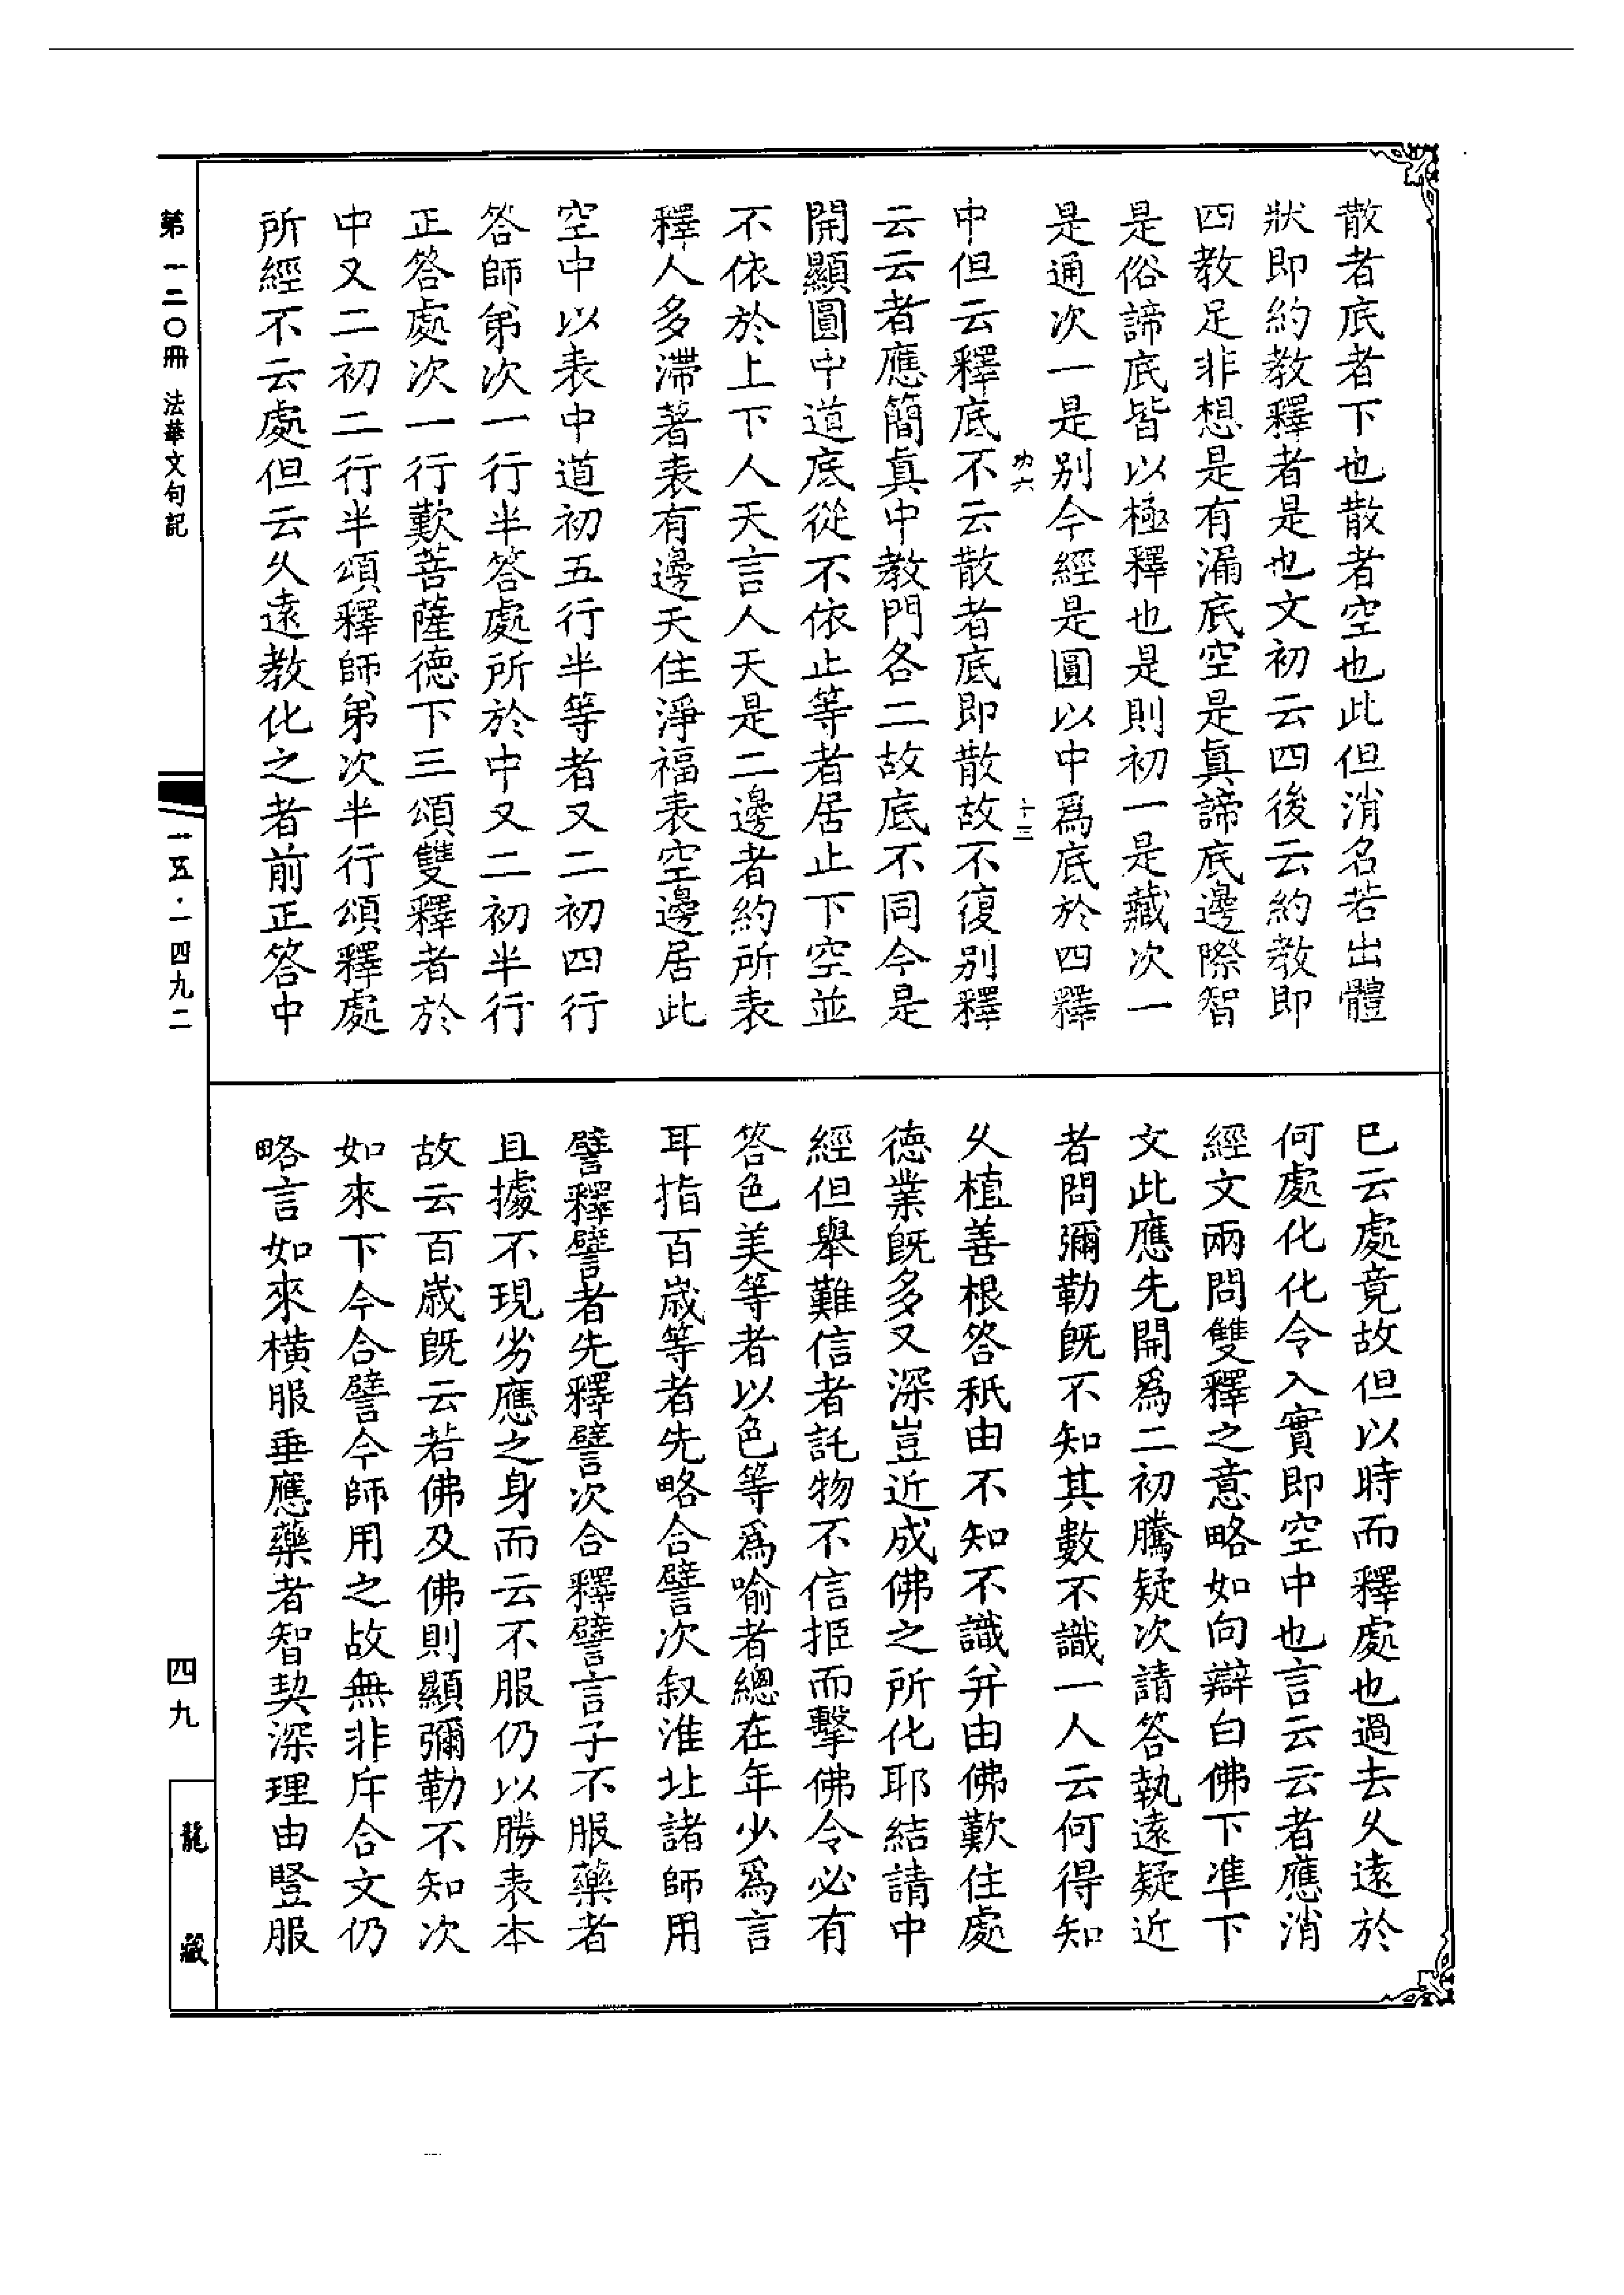 散者底者下也散者空也此但消名若出體
狀即約教釋者是也文初云四後云約教即
四教足非想是有漏底空是眞諦底邊際智
是俗諦底皆以極釋也是則初一是藏次一
是通次一是別今經是圓以中爲底於四釋
功六 十三
中但云釋底不云散者底即散故不復別釋
云云者應簡眞中教門各二故底不同今是
開顯圓中道底從不依止等者居止下空並
不依於上下人天言人天是二邊者約所表
釋人多滯著表有邊天住淨福表空邊居此
空中以表中道初五行半等者又二初四行
答師弟次一行半答處所於中又二初半行
正答處次一行歎菩薩德下三頌雙釋者於
中又二初二行半頌釋師弟次半行頌釋處
所經不云處但云久遠教化之者前正答中
巳云處竟故但以時而釋處也過去久遠於
何處化化令入實即空中也言云云者應消
經文兩問雙釋之意略如向辯白佛下準下
文此應先開爲二初騰疑次請答執遠疑近
者問彌勒旣不知其數不識一人云何得知
久植善根答秖由不知不識并由佛歎住處
德業旣多又深豈近成佛之所化耶結請中
經但舉難信者託物不信拒而擊佛令必有
答色美等者以色等爲喻者總在年少爲言
耳指百歲等者先略合譬次叙淮北諸師用
譬釋譬者先釋譬次合釋譬言子不服藥者
且據不現劣應之身而云不服仍以勝表本
故云百歲旣云若佛及佛則顯彌勒不知次
如來下今合譬今師用之故無非斥合文仍
略言如來橫服垂應藥者智契深理由豎服
第一二〇冊 法華文句記
一五·一四九二
四九
龍藏